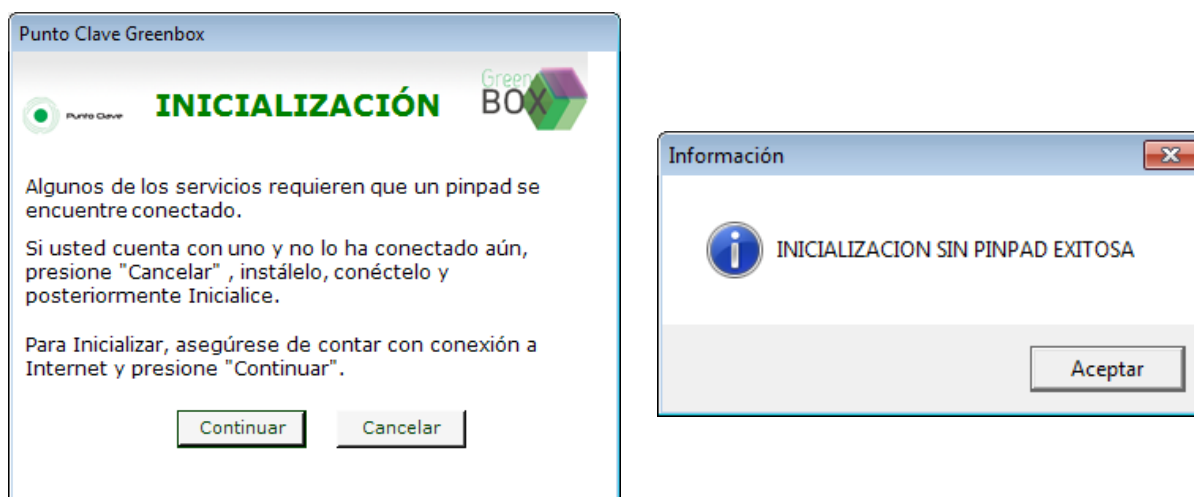 Punto Clave Greenbox
Punto Clave
INICIALIZACIÓN
Green
BOX
Algunos de los servicios requieren que un pinpad se
encuentre conectado.
Si usted cuenta con uno y no lo ha conectado aún,
presione "Cancelar" , instálelo, conéctelo y
posteriormente Inicialice.
Para Inicializar, asegúrese de contar con conexión a
Internet y presione "Continuar".
Continuar
Cancelar
Información
INICIALIZACION SIN PINPAD EXITOSA
Aceptar